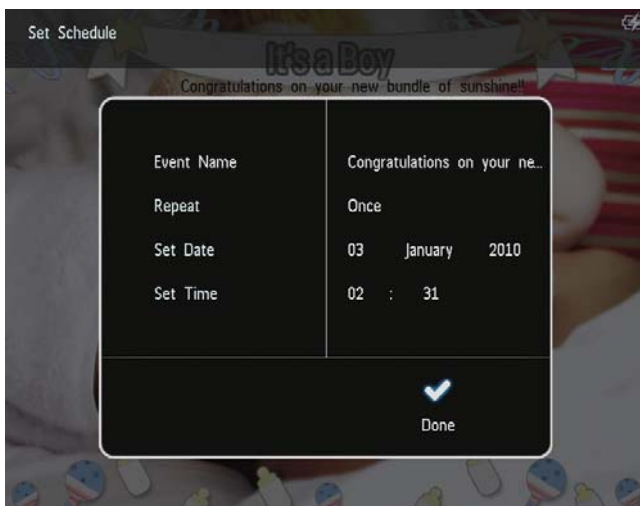 Set Schedule
It's a Boy
Congratulations on your new bundle of sunshine!!
Event Name Congratulations on your ne...
Repeat Once
Set Date 03 January 2010
Set Time 02 : 31
Done